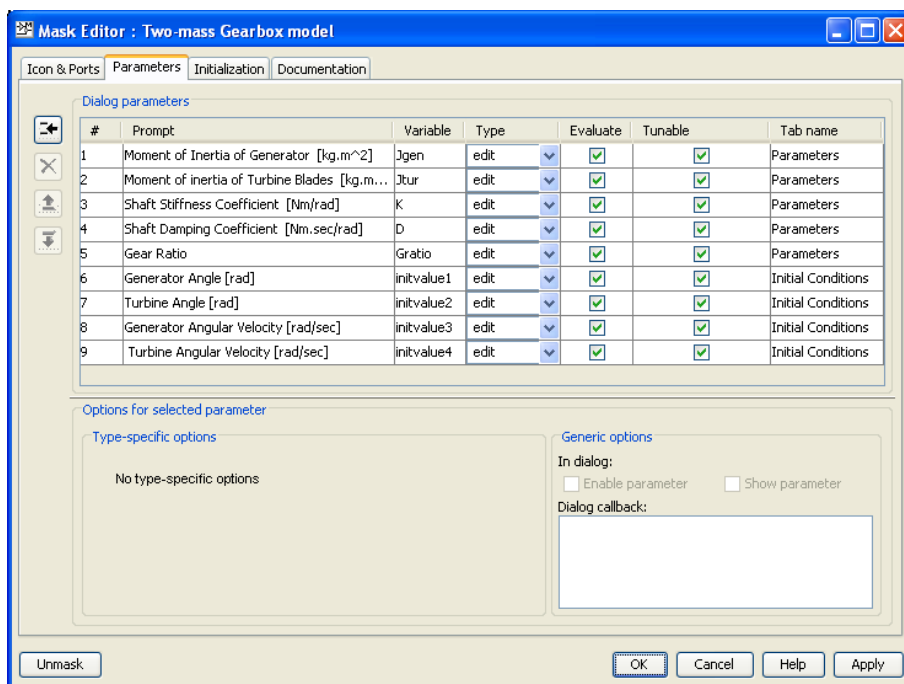 Mask Editor : Two-mass Gearbox model
Icon & Ports Parameters Initialization Documentation
Dialog parameters
# Prompt Variable Type Evaluate Tunable Tab name
1 Moment of Inertia of Generator [kg.m^2] Jgen edit Parameters
2 Moment of inertia of Turbine Blades [kg.m... Jtur edit Parameters
3 Shaft Stiffness Coefficient [Nm/rad] K edit Parameters
4 Shaft Damping Coefficient [Nm.sec/rad] D edit Parameters
5 Gear Ratio Gratio edit Parameters
6 Generator Angle [rad] initvalue1 edit Initial Conditions
7 Turbine Angle [rad] initvalue2 edit Initial Conditions
8 Generator Angular Velocity [rad/sec] initvalue3 edit Initial Conditions
9 Turbine Angular Velocity [rad/sec] initvalue4 edit Initial Conditions
Options for selected parameter
Type-specific options
No type-specific options
Generic options
In dialog:
Enable parameter Show parameter
Dialog callback:
Unmask OK Cancel Help Apply